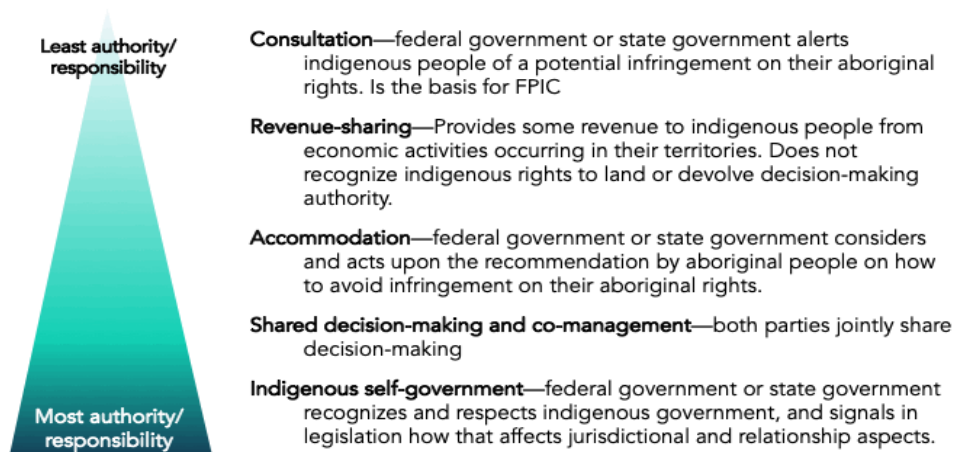 Least authority/
responsibility
Consultation—federal government or state government alerts
indigenous people of a potential infringement on their aboriginal
rights. Is the basis for FPIC
Revenue-sharing—Provides some revenue to indigenous people from
economic activities occurring in their territories. Does not
recognize indigenous rights to land or devolve decision-making
authority.
Accommodation—federal government or state government considers
and acts upon the recommendation by aboriginal people on how
to avoid infringement on their aboriginal rights.
Shared decision-making and co-management—both parties jointly share
decision-making
Indigenous self-government—federal government or state government
recognizes and respects indigenous government, and signals in
legislation how that affects jurisdictional and relationship aspects.
Most authority/
responsibility